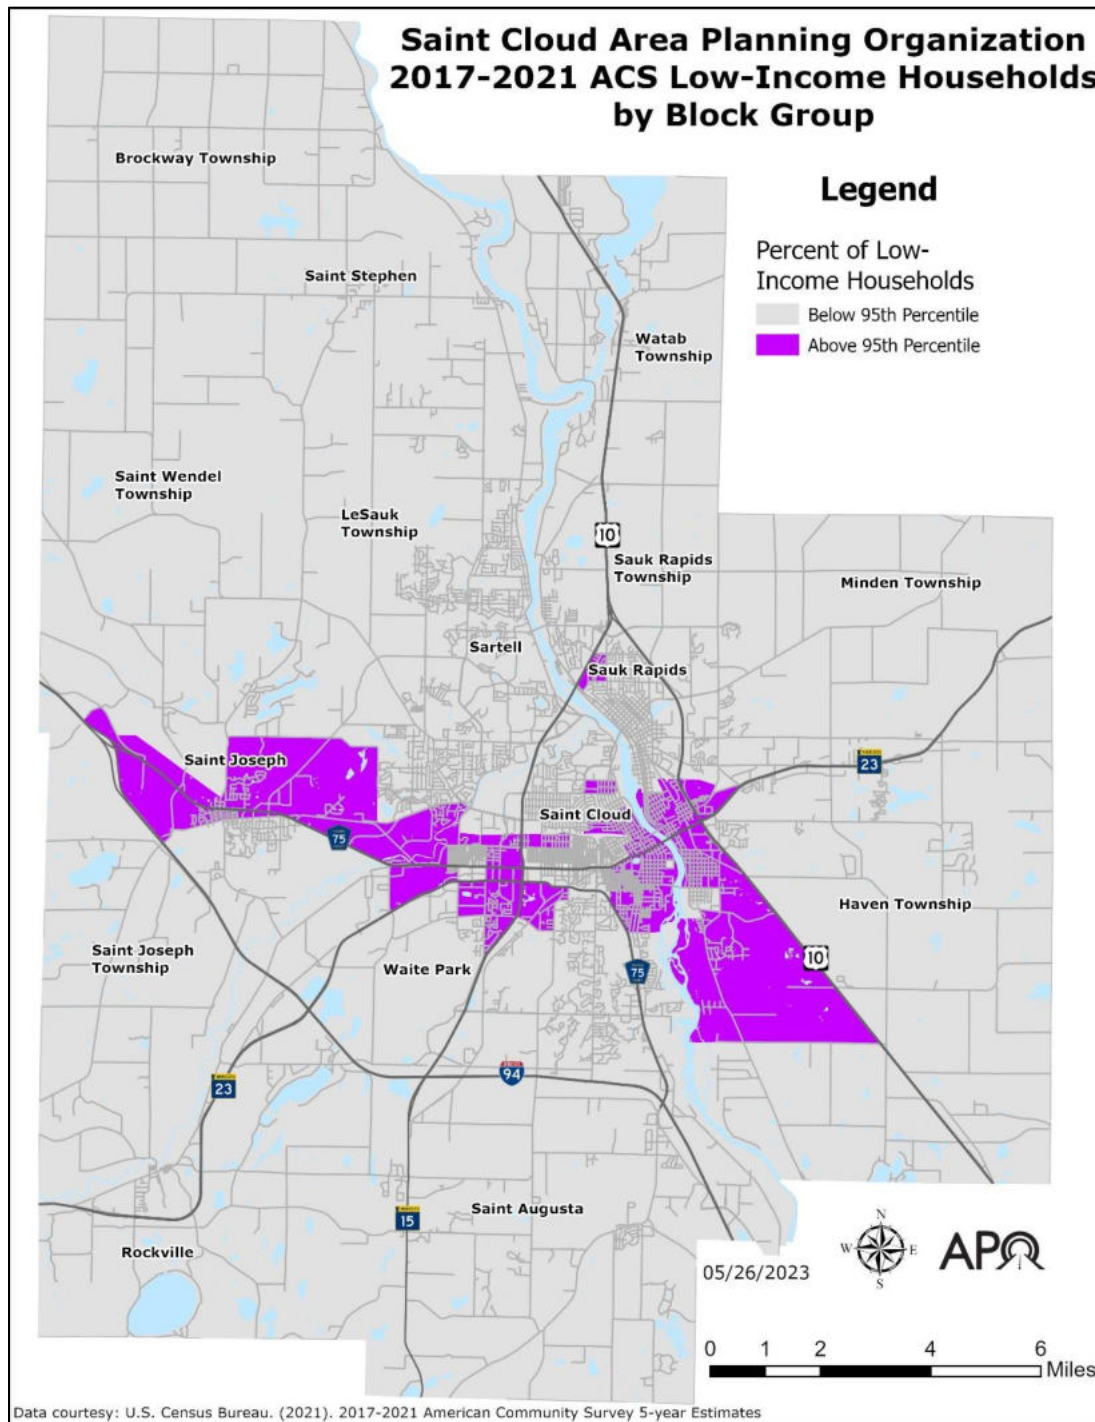 Saint Cloud Area Planning Organization
2017-2021 ACS Low-Income Households
by Block Group
Legend
Percent of Low-
Income Households
Below 95th Percentile
Above 95th Percentile
Brockway Township
Saint Stephen
Watab
Township
Saint Wendel
Township
LeSauk
Township
10
Sauk Rapids
Township
Minden Township
Sartell
Sauk Rapids
Saint Joseph
23
Saint Cloud
75
Haven Township
Saint Joseph
Township
Waite Park
75
10
94
23
Saint Augusta
15
Rockville
N
W
E
S
APO
05/26/2023
0 1 2 4 6
Miles
Data courtesy: U.S. Census Bureau. (2021). 2017-2021 American Community Survey 5-year Estimates